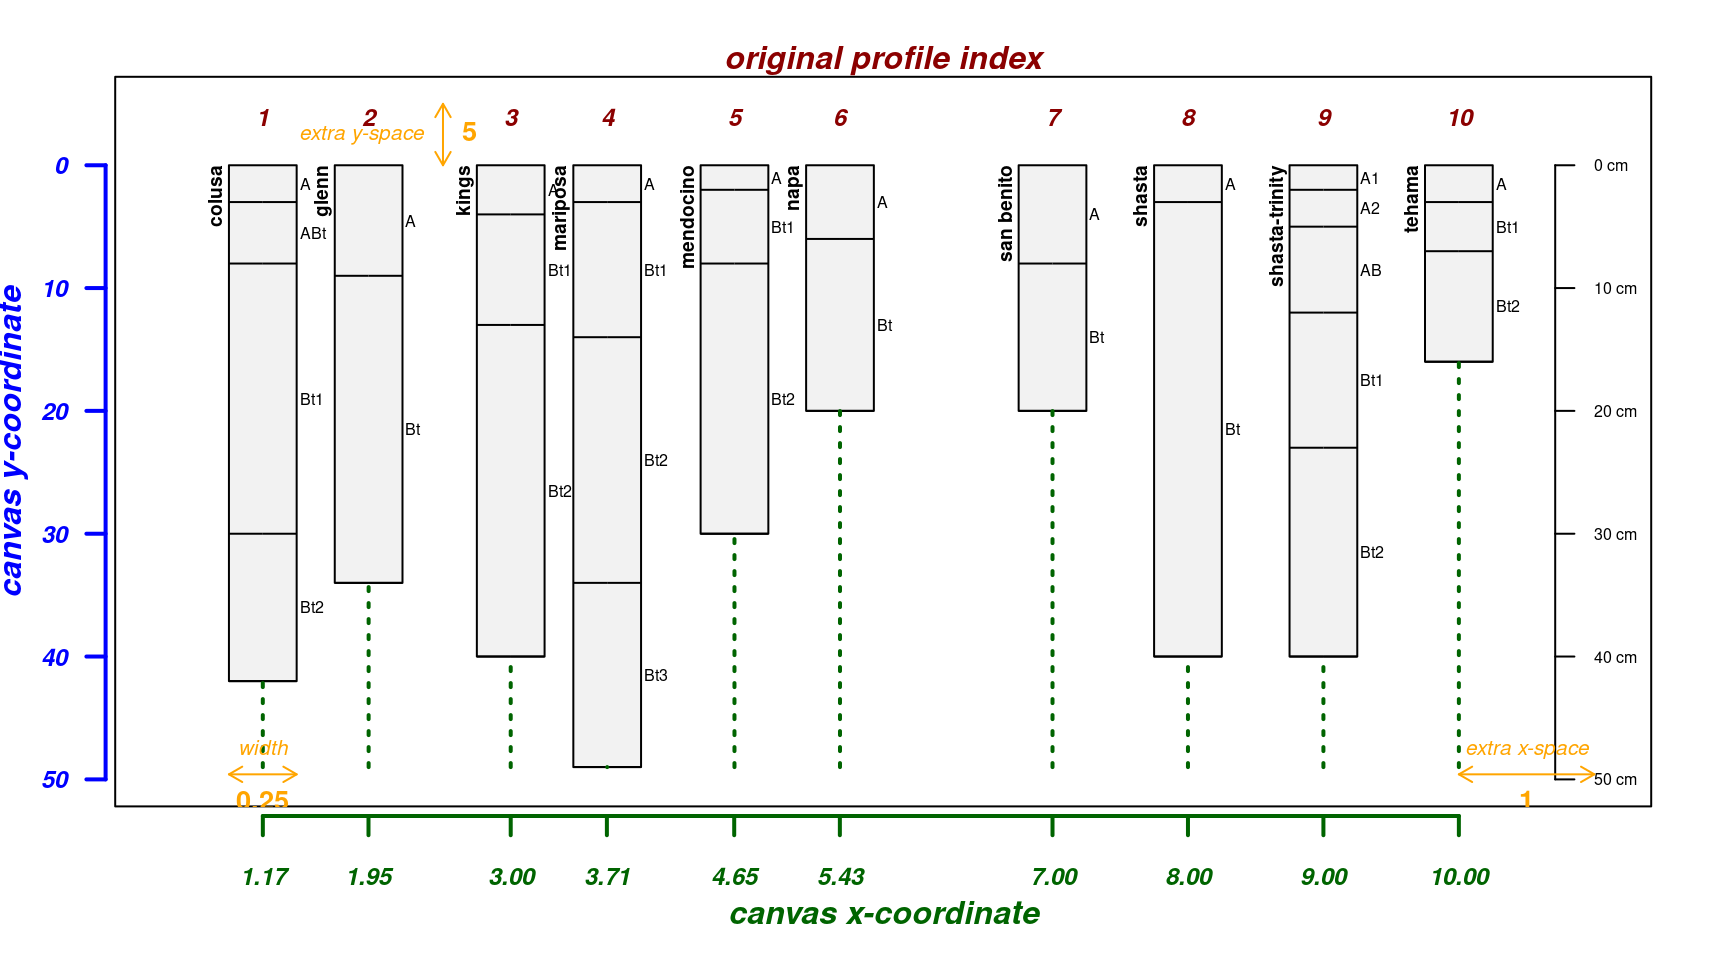 original profile index
1 2 3 4 5 6 7 8 9 10
extra y-space 5
canvas y-coordinate
0
10
20
30
40
50
colusa
A
ABt
Bt1
Bt2
glenn
A
Bt
kings
A
Bt1
Bt2
mariposa
A
Bt1
Bt2
Bt3
mendocino
A
Bt1
Bt2
napa
A
Bt
san benito
A
Bt
shasta
A
Bt
shasta-trinity
A1
A2
AB
Bt1
Bt2
tehama
A
Bt1
Bt2
0 cm
10 cm
20 cm
30 cm
40 cm
50 cm
width
0.25
extra x-space
1
1.17 1.95 3.00 3.71 4.65 5.43 7.00 8.00 9.00 10.00
canvas x-coordinate